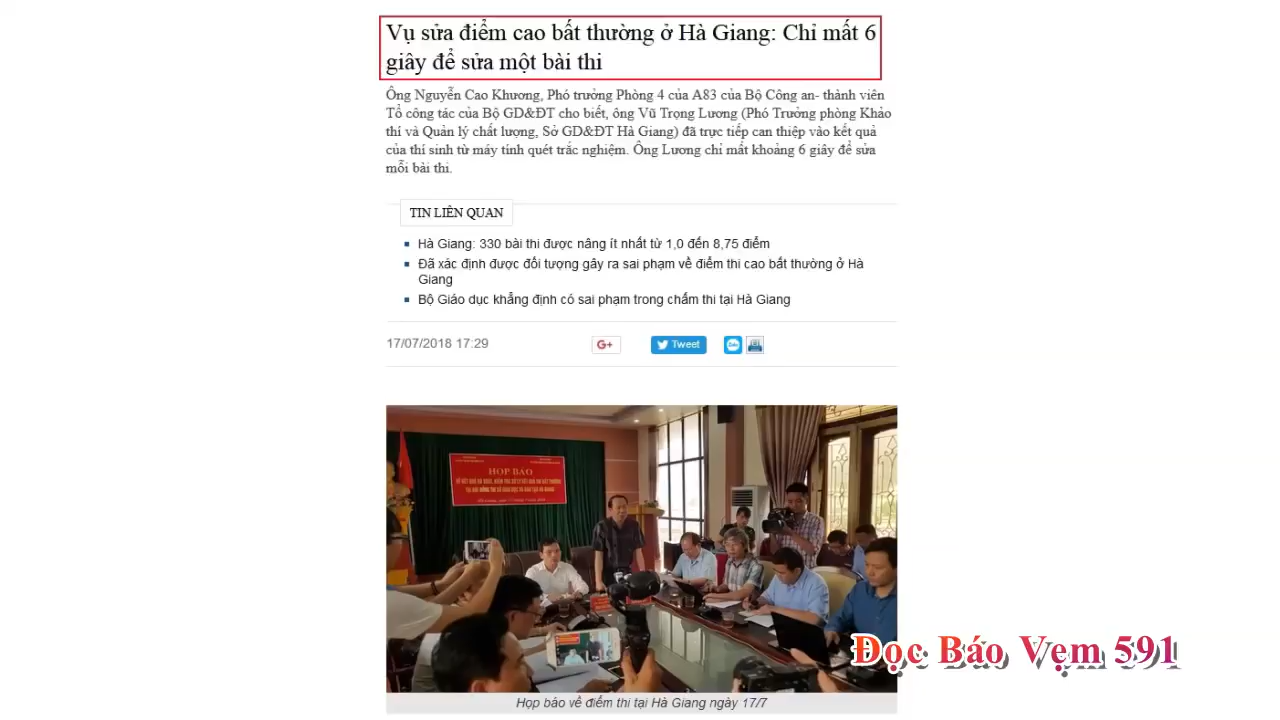 Vụ sửa điểm cao bất thường ở Hà Giang: Chỉ mất 6
giây để sửa một bài thi
Ông Nguyễn Cao Khương, Phó trưởng Phòng 4 của A83 của Bộ Công an- thành viên
Tổ công tác của Bộ GD&ĐT cho biết, ông Vũ Trọng Lương (Phó Trưởng phòng Khảo
thí và Quản lý chất lượng, Sở GD&ĐT Hà Giang) đã trực tiếp can thiệp vào kết quả
của thí sinh từ máy tính quét trắc nghiệm. Ông Lương chỉ mất khoảng 6 giây để sửa
mỗi bài thi.
TIN LIÊN QUAN
Hà Giang: 330 bài thi được nâng ít nhất từ 1,0 đến 8,75 điểm
Đã xác định được đối tượng gây ra sai phạm về điểm thi cao bất thường ở Hà
Giang
Bộ Giáo dục khẳng định có sai phạm trong chấm thi tại Hà Giang
17/07/2018 17:29
G+
Tweet
Zalo
HỌP BÁO
Đọc Báo Vẹm 591
Họp báo về điểm thi tại Hà Giang ngày 17/7